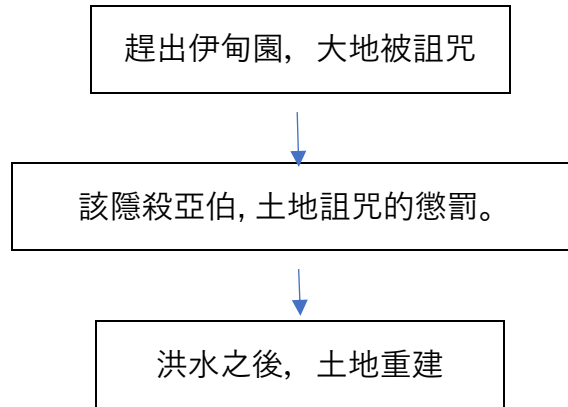 趕出伊甸園, 大地被詛咒
該隱殺亞伯, 土地詛咒的懲罰。
洪水之後, 土地重建